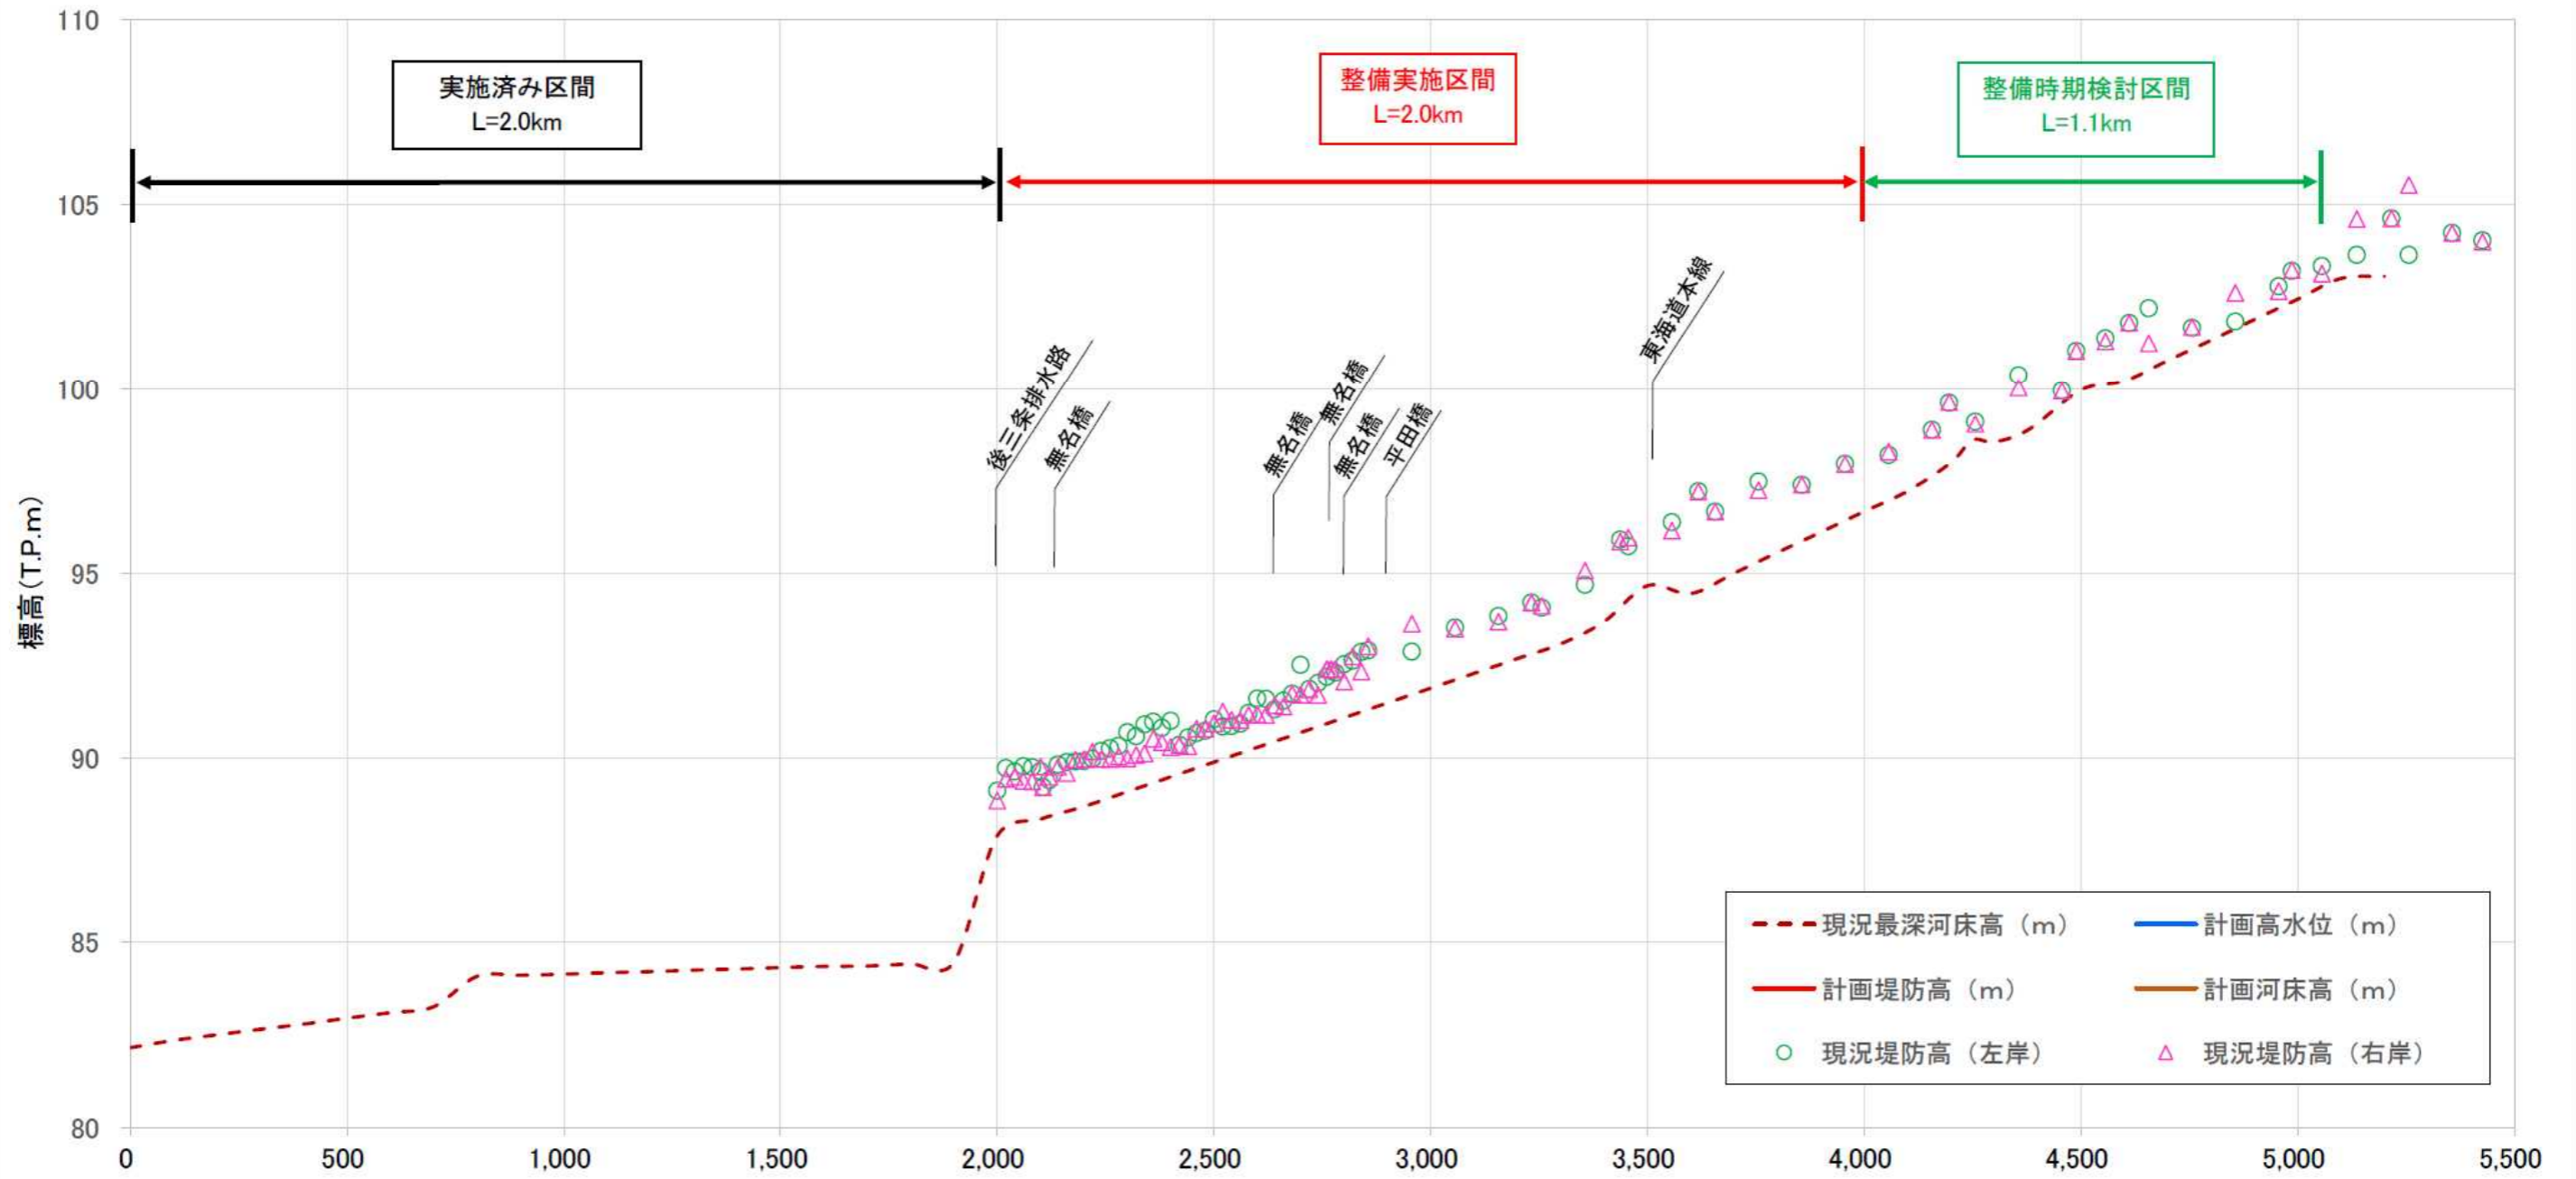 110
105
100
95
90
85
80
標高(T.P.m)
実施済み区間
L=2.0km
整備実施区間
L=2.0km
整備時期検討区間
L=1.1km
後三条排水路
無名橋
無名橋
無名橋
無名橋
平田橋
東海道本線
現況最深河床高（m）
計画高水位（m）
計画堤防高（m）
計画河床高（m）
現況堤防高（左岸）
現況堤防高（右岸）
0
500
1,000
1,500
2,000
2,500
3,000
3,500
4,000
4,500
5,000
5,500